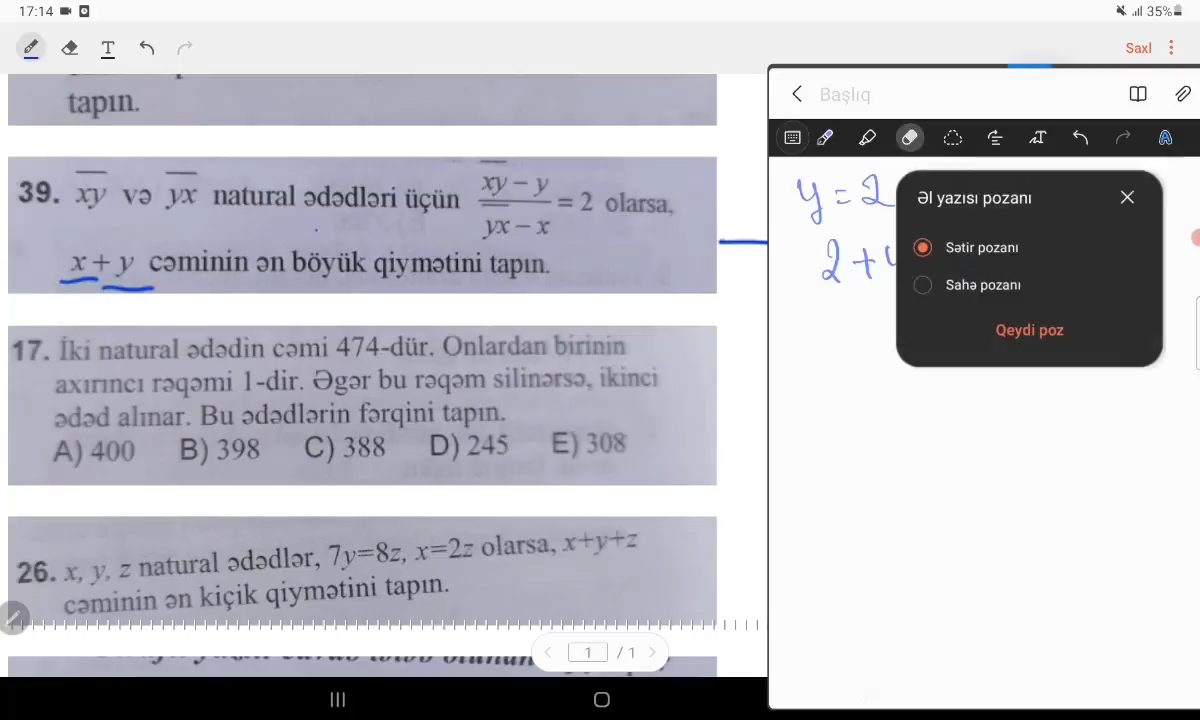 17:14
35%
Saxl
Başlıq
tapın.
39. xy və yx natural ədədləri üçün xy – y / yx – x = 2 olarsa,
x + y cəminin ən böyük qiymətini tapın.
17. İki natural ədədin cəmi 474-dür. Onlardan birinin
axırıncı rəqəmi 1-dir. Əgər bu rəqəm silinərsə, ikinci
ədəd alınar. Bu ədədlərin fərqini tapın.
A) 400 B) 398 C) 388 D) 245 E) 308
26. x, y, z natural ədədlər, 7y=8z, x=2z olarsa, x+y+z
cəminin ən kiçik qiymətini tapın.
1 / 1
y = 2
2 +
Əl yazısı pozanı
Sətir pozanı
Sahə pozanı
Qeydi poz